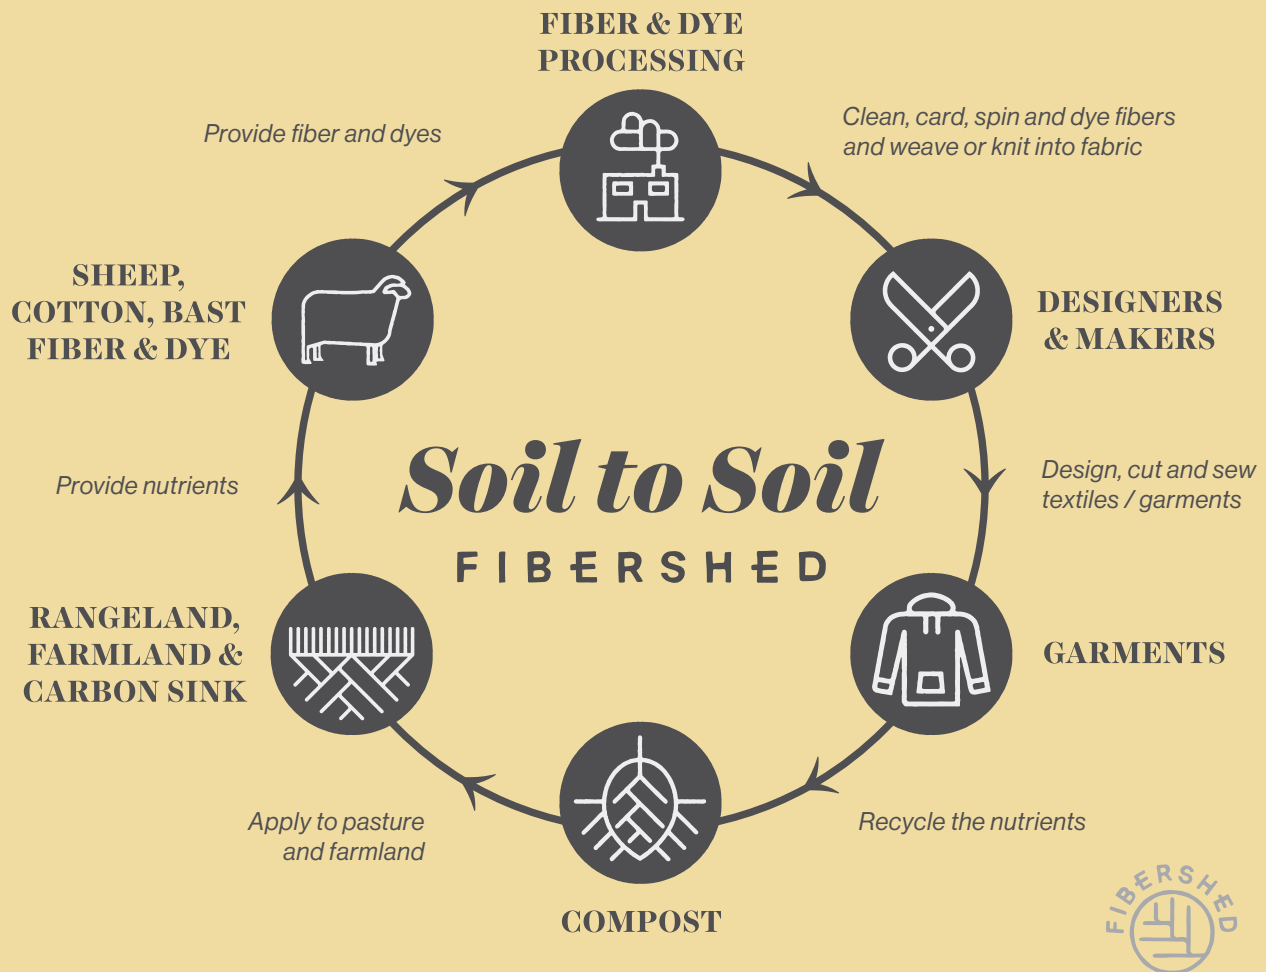 FIBER & DYE
PROCESSING
Provide fiber and dyes
Clean, card, spin and dye fibers
and weave or knit into fabric
SHEEP,
COTTON, BAST
FIBER & DYE
DESIGNERS
& MAKERS
Soil to Soil
FIBERSHED
Provide nutrients
Design, cut and sew
textiles / garments
RANGELAND,
FARMLAND &
CARBON SINK
GARMENTS
Apply to pasture
and farmland
Recycle the nutrients
COMPOST
FIBERSHED